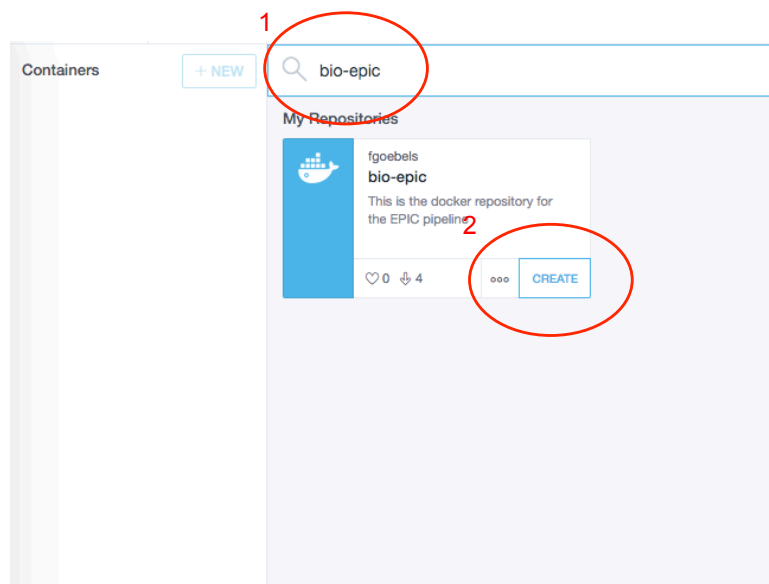 1
Containers
+ NEW
bio-epic
My Repositories
fgoebels
bio-epic
This is the docker repository for
the EPIC pipeline
2
0
4
CREATE